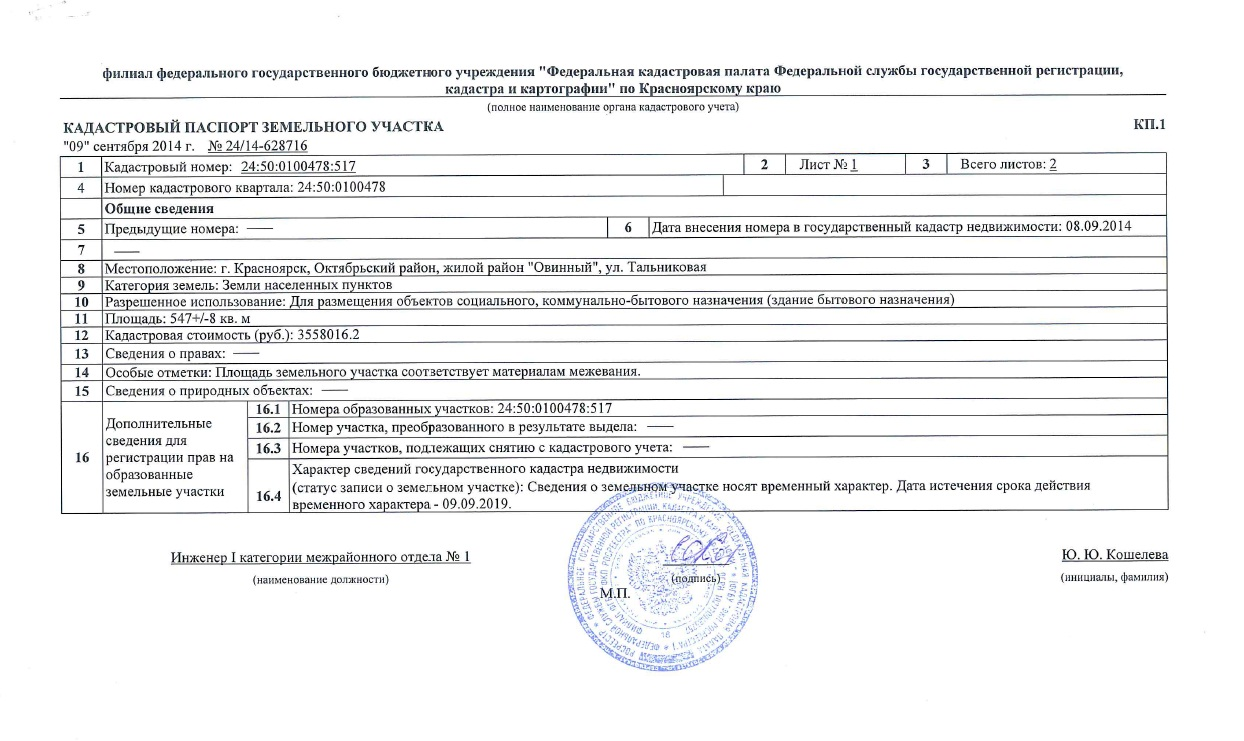 филиал федерального государственного бюджетного учреждения "Федеральная кадастровая палата Федеральной службы государственной регистрации,
кадастра и картографии" по Красноярскому краю
(полное наименование органа кадастрового учета)
КАДАСТРОВЫЙ ПАСПОРТ ЗЕМЕЛЬНОГО УЧАСТКА
КП.1
"09" сентября 2014 г. № 24/14-628716
1 Кадастровый номер: 24:50:0100478:517 2 Лист № 1 3 Всего листов: 2
4 Номер кадастрового квартала: 24:50:0100478
Общие сведения
5 Предыдущие номера: —— 6 Дата внесения номера в государственный кадастр недвижимости: 08.09.2014
7 ——
8 Местоположение: г. Красноярск, Октябрьский район, жилой район "Овинный", ул. Тальниковая
9 Категория земель: Земли населенных пунктов
10 Разрешенное использование: Для размещения объектов социального, коммунально-бытового назначения (здание бытового назначения)
11 Площадь: 547+/-8 кв. м
12 Кадастровая стоимость (руб.): 3558016.2
13 Сведения о правах: ——
14 Особые отметки: Площадь земельного участка соответствует материалам межевания.
15 Сведения о природных объектах: ——
16 Дополнительные
сведения для
регистрации прав на
образованные
земельные участки
16.1 Номера образованных участков: 24:50:0100478:517
16.2 Номер участка, преобразованного в результате выдела: ——
16.3 Номера участков, подлежащих снятию с кадастрового учета: ——
16.4 Характер сведений государственного кадастра недвижимости
(статус записи о земельном участке): Сведения о земельном участке носят временный характер. Дата истечения срока действия
временного характера - 09.09.2019.
Инженер I категории межрайонного отдела № 1
Ю. Ю. Кошелева
(наименование должности)
(подпись)
(инициалы, фамилия)
М.П.